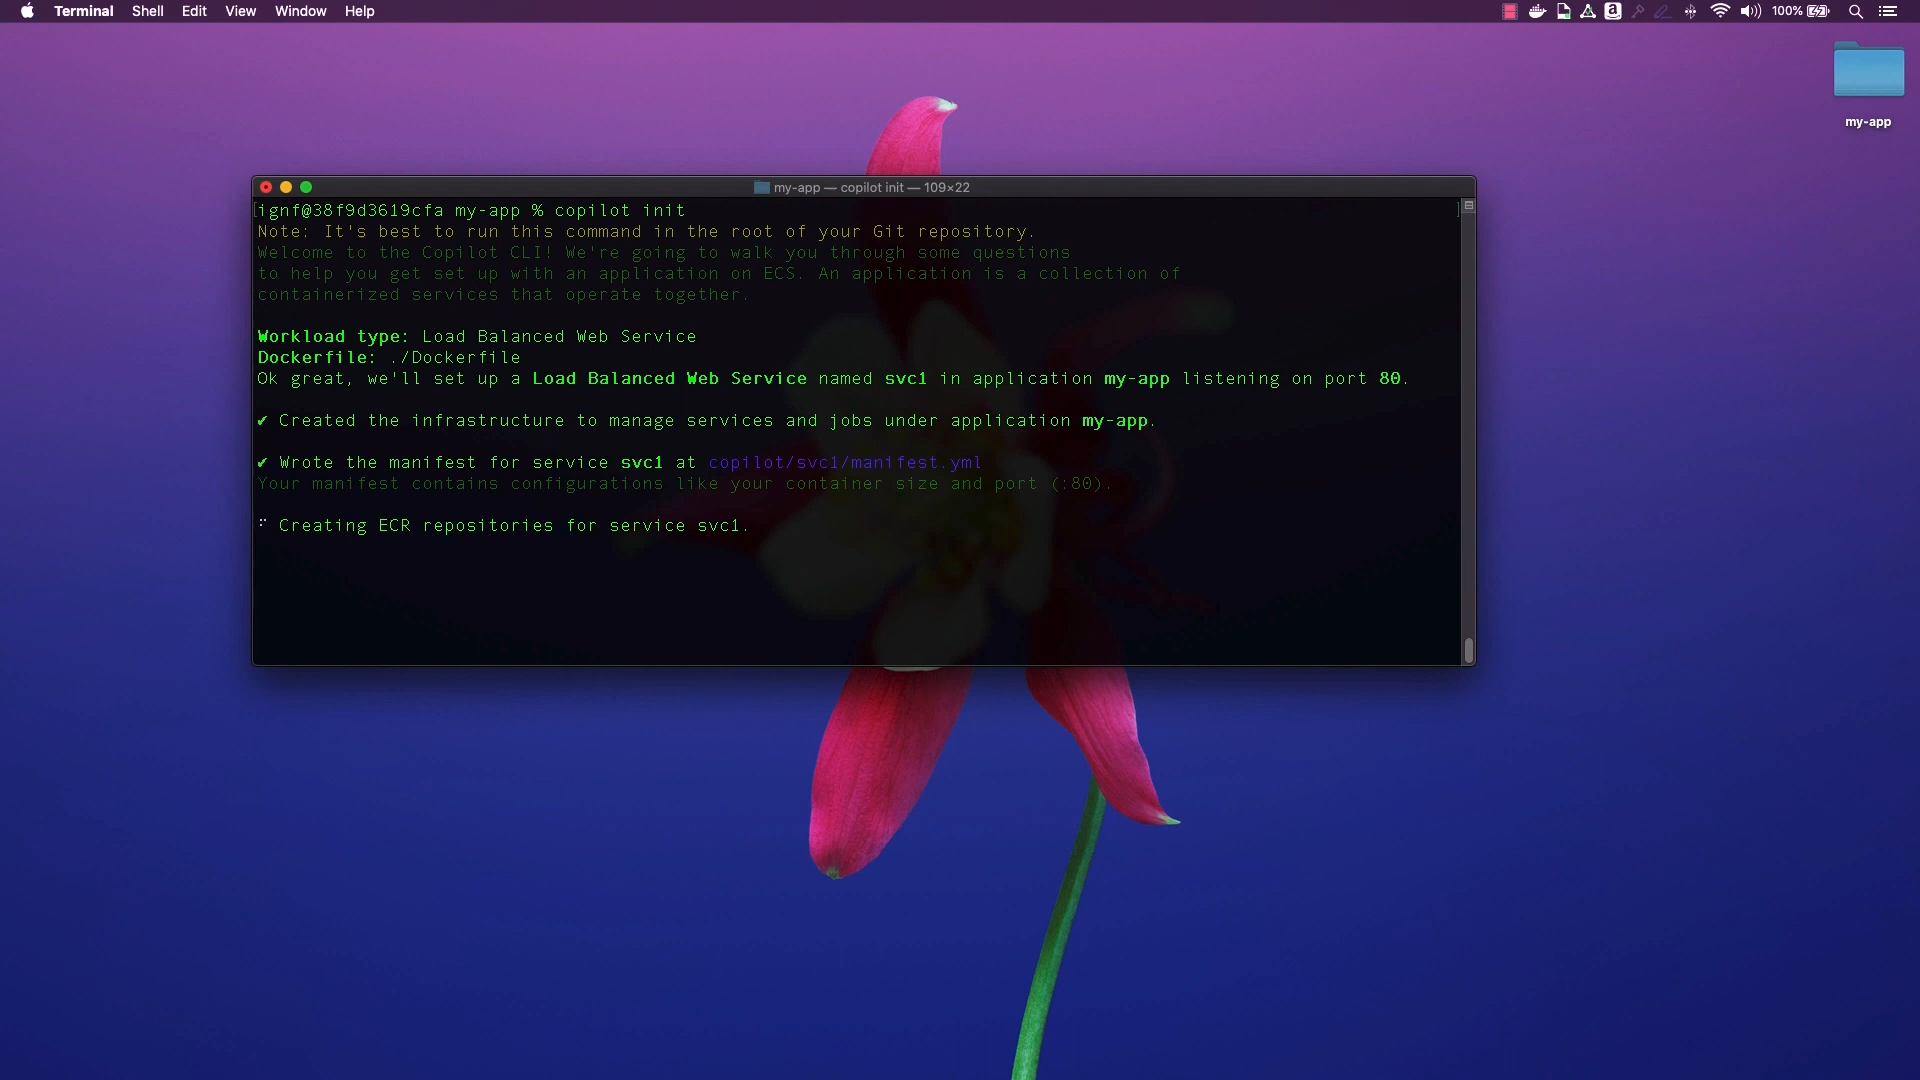 Terminal Shell Edit View Window Help 100%
my-app
my-app — copilot init — 109×22
ignf@38f9d3619cfa my-app % copilot init
Note: It's best to run this command in the root of your Git repository.
Welcome to the Copilot CLI! We're going to walk you through some questions
to help you get set up with an application on ECS. An application is a collection of
containerized services that operate together.
Workload type: Load Balanced Web Service
Dockerfile: ./Dockerfile
Ok great, we'll set up a Load Balanced Web Service named svc1 in application my-app listening on port 80.
✔ Created the infrastructure to manage services and jobs under application my-app.
✔ Wrote the manifest for service svc1 at copilot/svc1/manifest.yml
Your manifest contains configurations like your container size and port (:80).
Creating ECR repositories for service svc1.